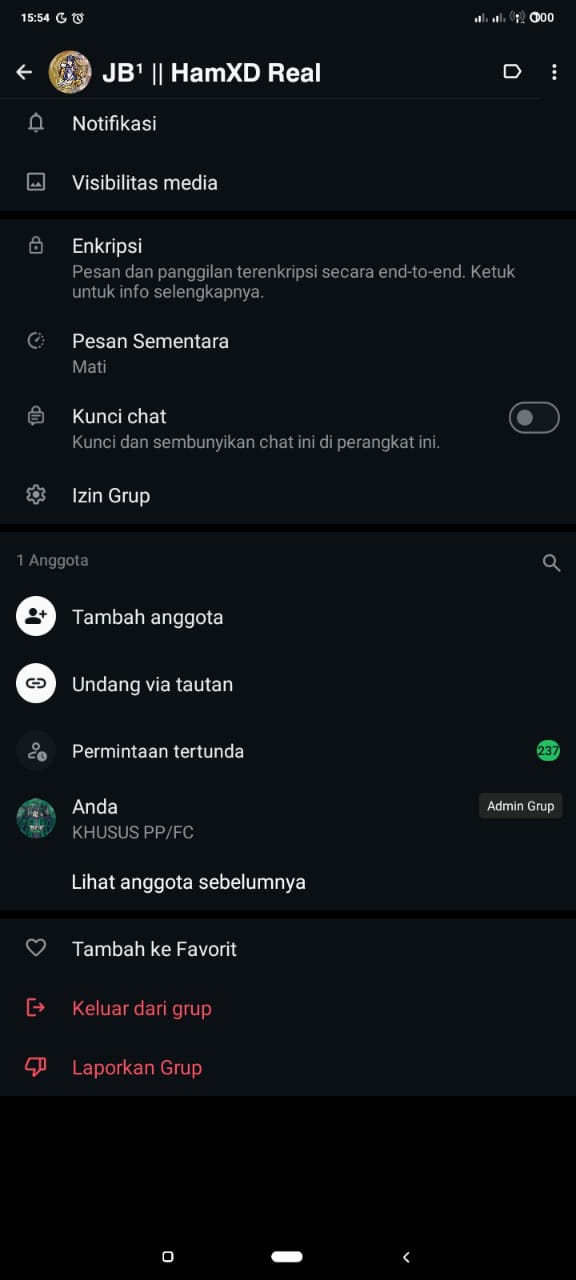 15:54
00
JB¹ || HamXD Real
Notifikasi
Visibilitas media
Enkripsi
Pesan dan panggilan terenkripsi secara end-to-end. Ketuk
untuk info selengkapnya.
Pesan Sementara
Mati
Kunci chat
Kunci dan sembunyikan chat ini di perangkat ini.
Izin Grup
1 Anggota
Tambah anggota
Undang via tautan
Permintaan tertunda
237
Anda
Admin Grup
KHUSUS PP/FC
Lihat anggota sebelumnya
Tambah ke Favorit
Keluar dari grup
Laporkan Grup